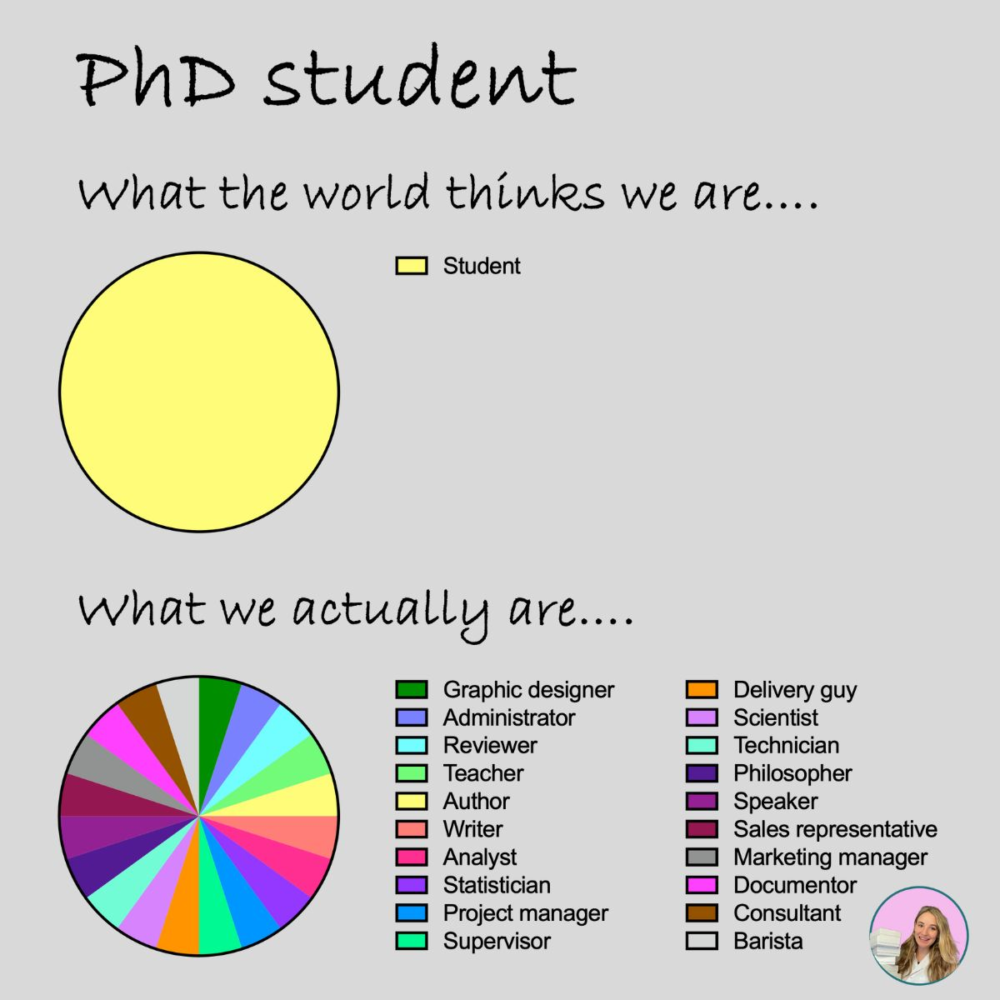 PhD student
What the world thinks we are....
Student
What we actually are....
Graphic designer
Administrator
Reviewer
Teacher
Author
Writer
Analyst
Statistician
Project manager
Supervisor
Delivery guy
Scientist
Technician
Philosopher
Speaker
Sales representative
Marketing manager
Documentor
Consultant
Barista